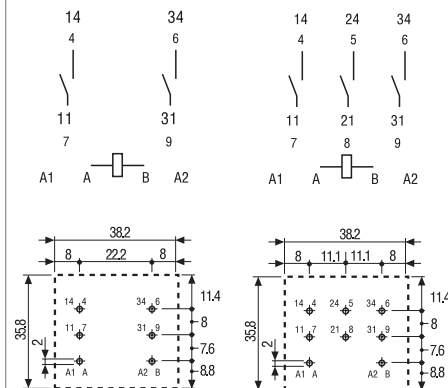 14 34
4 6
11 31
7 9
A1 A B A2
14 24 34
4 5 6
11 21 31
7 8 9
A1 A B A2
38.2
8 22.2 8
11.4
14 4 34 6
8
35.8
11 7 31 9
7.6
2
A1 A A2 B
8.8
38.2
8 11.1 11.1 8
11.4
14 4 24 5 34 6
8
35.8
11 7 21 8 31 9
7.6
2
A1 A A2 B
8.8